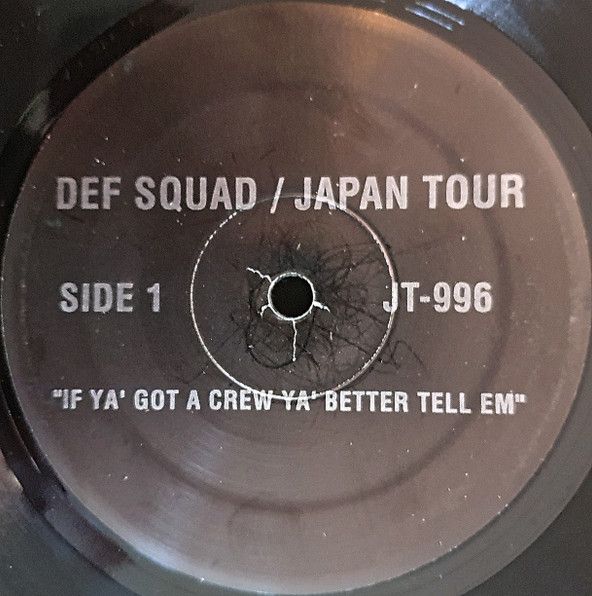 DEF SQUAD / JAPAN TOUR
SIDE 1 JT-996
"IF YA' GOT A CREW YA' BETTER TELL EM"